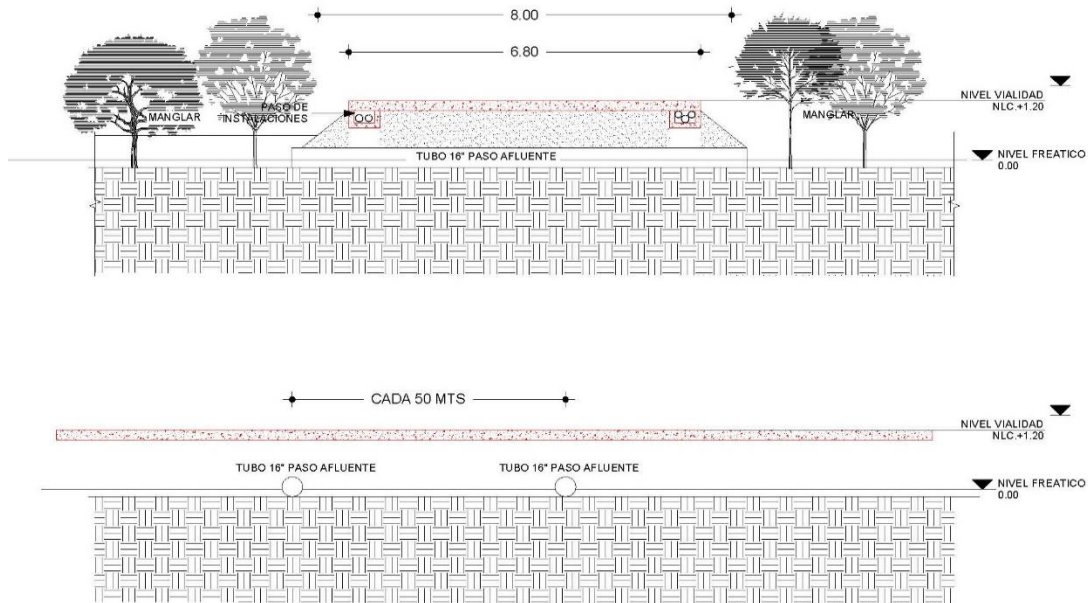 8.00
6.80
NIVEL VIALIDAD
NLC.+1.20
MANGLAR
PASO DE
INSTALACIONES
MANGLAR
TUBO 16" PASO AFLUENTE
NIVEL FREATICO
0.00
CADA 50 MTS
NIVEL VIALIDAD
NLC.+1.20
TUBO 16" PASO AFLUENTE
TUBO 16" PASO AFLUENTE
NIVEL FREATICO
0.00